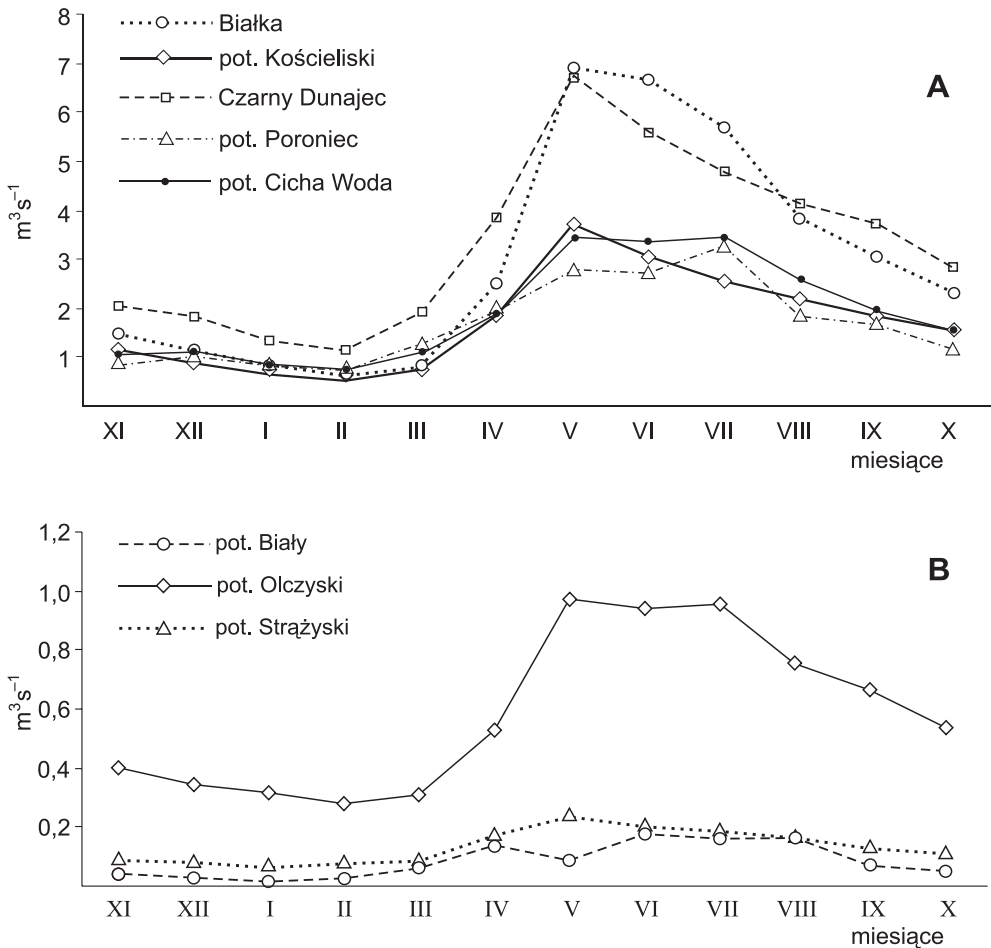 8
7
6
5
4
3
2
1
m³s⁻¹
Białka
pot. Kościeliski
Czarny Dunajec
pot. Poroniec
pot. Cicha Woda
A
XI XII I II III IV V VI VII VIII IX X
miesiące
1,2
1,0
0,8
0,6
0,4
0,2
m³s⁻¹
pot. Biały
pot. Olczyski
pot. Strążyski
B
XI XII I II III IV V VI VII VIII IX X
miesiące